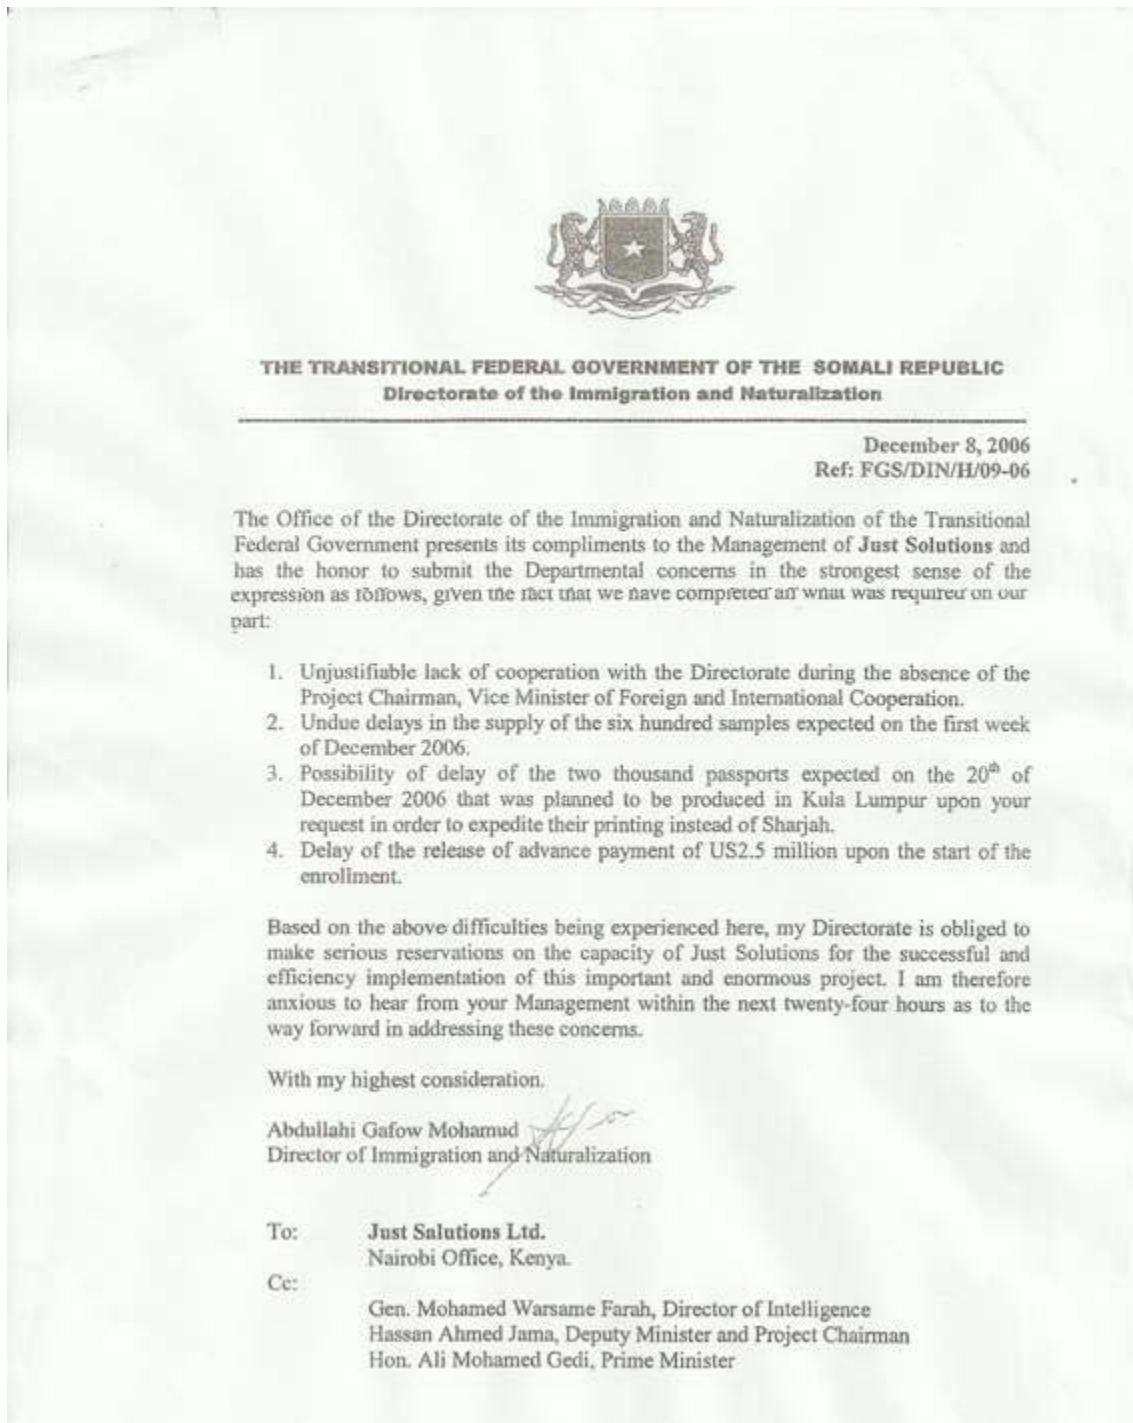 THE TRANSITIONAL FEDERAL GOVERNMENT OF THE SOMALI REPUBLIC
Directorate of the Immigration and Naturalization
December 8, 2006
Ref: FGS/DIN/H/09-06
The Office of the Directorate of the Immigration and Naturalization of the Transitional
Federal Government presents its compliments to the Management of Just Solutions and
has the honor to submit the Departmental concerns in the strongest sense of the
expression as follows, given the fact that we have completed all what was required on our
part:
1. Unjustifiable lack of cooperation with the Directorate during the absence of the
Project Chairman, Vice Minister of Foreign and International Cooperation.
2. Undue delays in the supply of the six hundred samples expected on the first week
of December 2006.
3. Possibility of delay of the two thousand passports expected on the 20th of
December 2006 that was planned to be produced in Kula Lumpur upon your
request in order to expedite their printing instead of Sharjah.
4. Delay of the release of advance payment of US2.5 million upon the start of the
enrollment.
Based on the above difficulties being experienced here, my Directorate is obliged to
make serious reservations on the capacity of Just Solutions for the successful and
efficiency implementation of this important and enormous project. I am therefore
anxious to hear from your Management within the next twenty-four hours as to the
way forward in addressing these concerns.
With my highest consideration.
Abdullahi Gafow Mohamud
Director of Immigration and Naturalization
To: Just Salutions Ltd.
Nairobi Office, Kenya.
Cc:
Gen. Mohamed Warsame Farah, Director of Intelligence
Hassan Ahmed Jama, Deputy Minister and Project Chairman
Hon. Ali Mohamed Gedi, Prime Minister